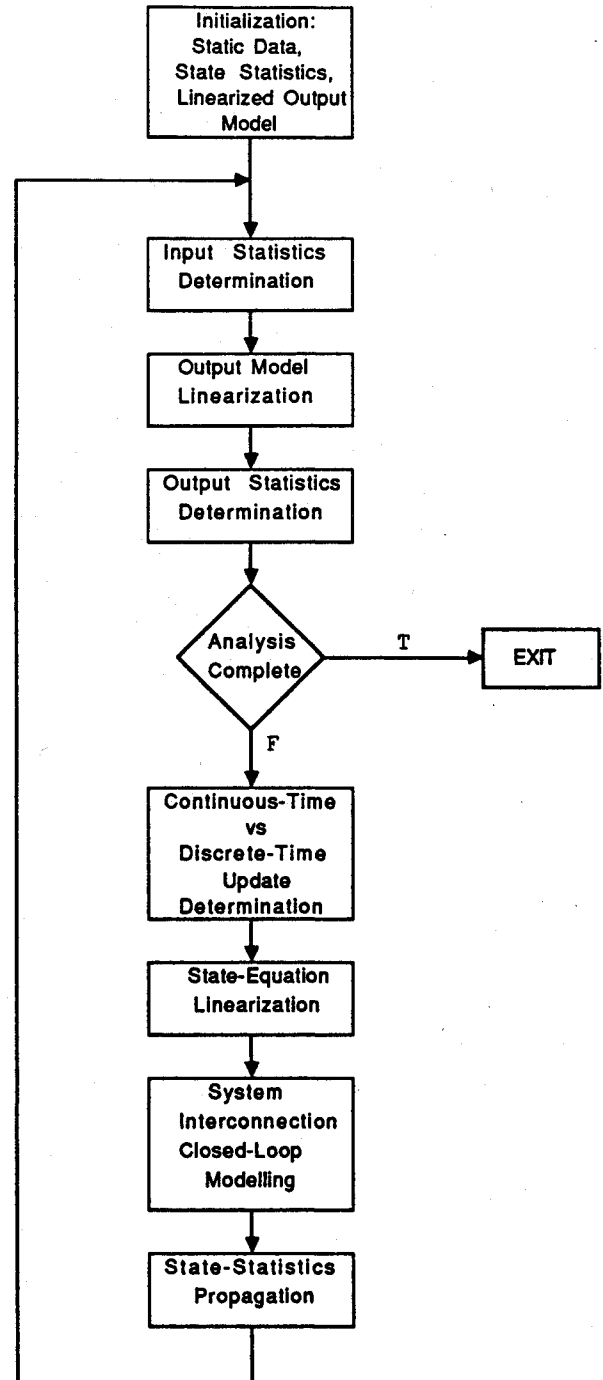 Initialization:
Static Data,
State Statistics,
Linearized Output
Model
Input Statistics
Determination
Output Model
Linearization
Output Statistics
Determination
Analysis
Complete
T
EXIT
F
Continuous-Time
vs
Discrete-Time
Update
Determination
State-Equation
Linearization
System
Interconnection
Closed-Loop
Modelling
State-Statistics
Propagation